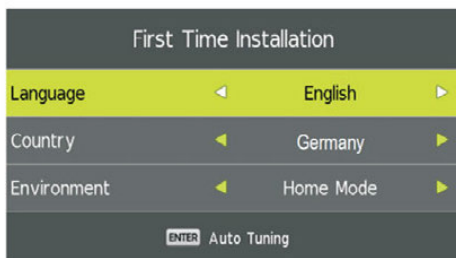 First Time Installation
Language English
Country Germany
Environment Home Mode
ENTER Auto Tuning